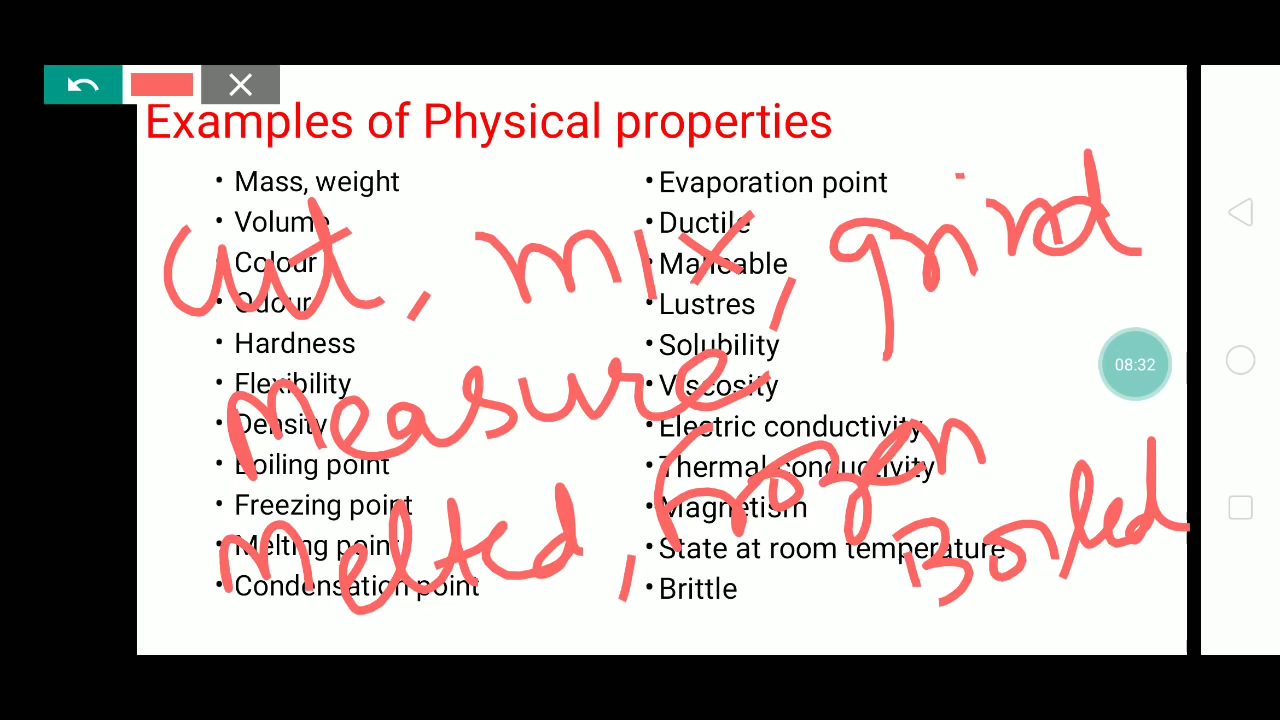 Examples of Physical properties
• Mass, weight
• Volume
• Colour
• Odour
• Hardness
• Flexibility
• Density
• Boiling point
• Freezing point
• Melting point
• Condensation point
• Evaporation point
• Ductile
• Malleable
• Lustres
• Solubility
• Viscosity
• Electric conductivity
• Thermal conductivity
• Magnetism
• State at room temperature
• Brittle
Cut, mix, grind
Measure,
Melted, Frozen
Boiled
08:32